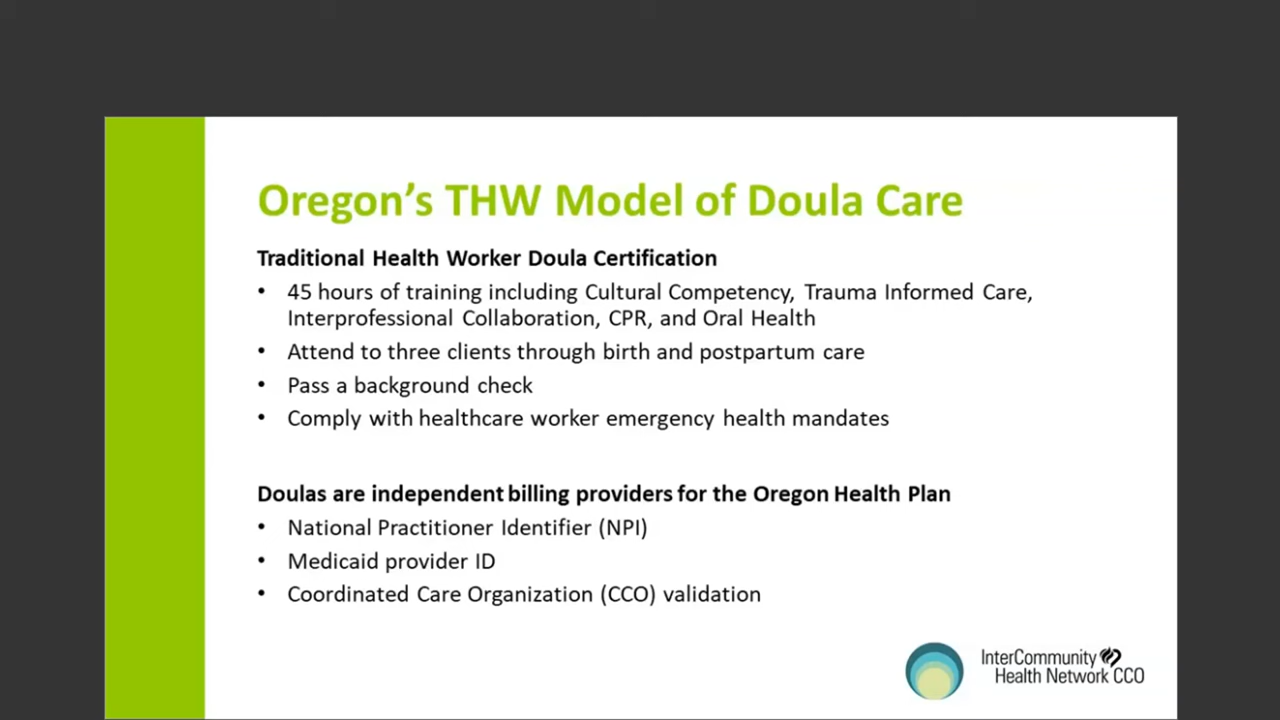 Oregon's THW Model of Doula Care
Traditional Health Worker Doula Certification
• 45 hours of training including Cultural Competency, Trauma Informed Care,
Interprofessional Collaboration, CPR, and Oral Health
• Attend to three clients through birth and postpartum care
• Pass a background check
• Comply with healthcare worker emergency health mandates
Doulas are independent billing providers for the Oregon Health Plan
• National Practitioner Identifier (NPI)
• Medicaid provider ID
• Coordinated Care Organization (CCO) validation
InterCommunity
Health Network CCO